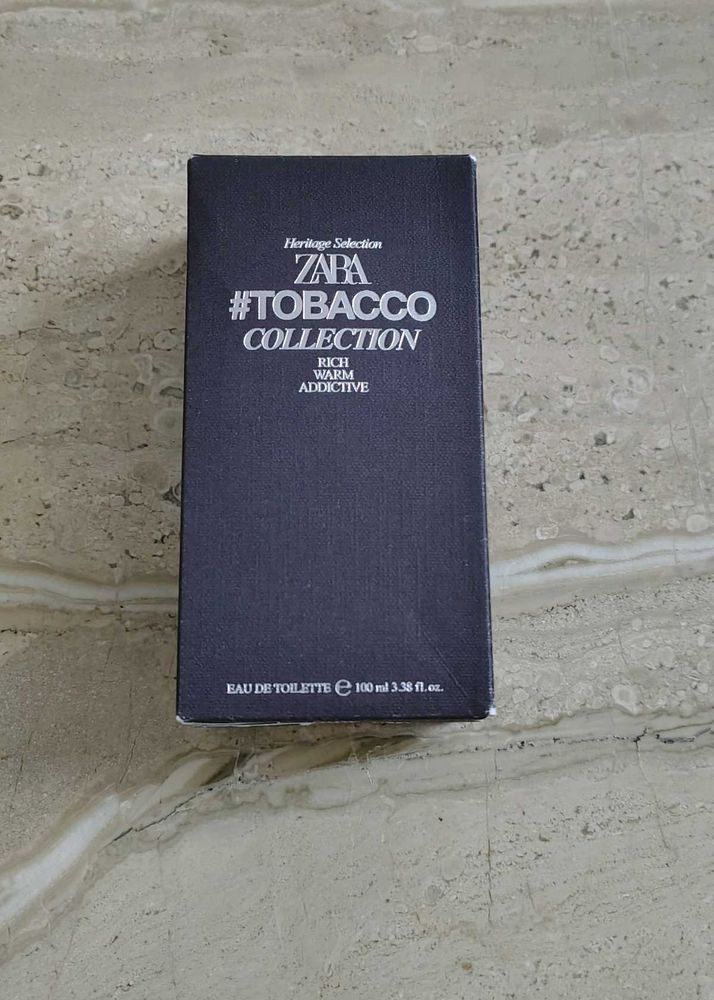 Heritage Selection
ZARA
#TOBACCO
COLLECTION
RICH
WARM
ADDICTIVE
EAU DE TOILETTE ℮ 100 ml 3.38 fl. oz.